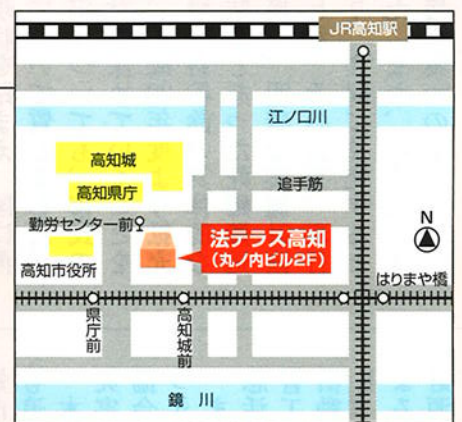 JR高知駅
江ノ口川
高知城
高知県庁
追手筋
勤労センター前
法テラス高知
(丸ノ内ビル2F)
N
高知市役所
はりまや橋
県庁前
高知城前
鏡川